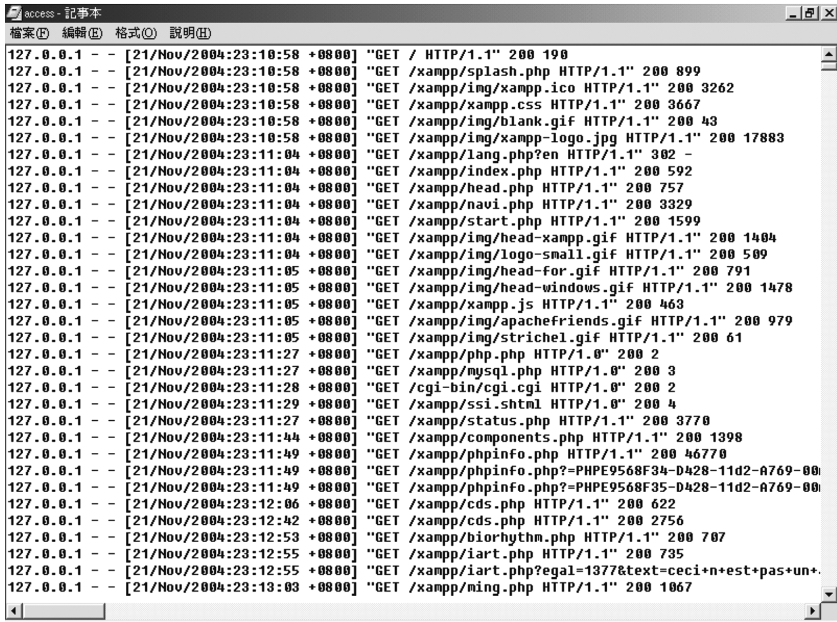 access - 記事本
檔案(F) 編輯(E) 格式(O) 說明(H)
127.0.0.1 - - [21/Nov/2004:23:10:58 +0800] "GET / HTTP/1.1" 200 190
127.0.0.1 - - [21/Nov/2004:23:10:58 +0800] "GET /xampp/splash.php HTTP/1.1" 200 899
127.0.0.1 - - [21/Nov/2004:23:10:58 +0800] "GET /xampp/img/xampp.ico HTTP/1.1" 200 3262
127.0.0.1 - - [21/Nov/2004:23:10:58 +0800] "GET /xampp/xampp.css HTTP/1.1" 200 3667
127.0.0.1 - - [21/Nov/2004:23:10:58 +0800] "GET /xampp/img/blank.gif HTTP/1.1" 200 43
127.0.0.1 - - [21/Nov/2004:23:10:58 +0800] "GET /xampp/img/xampp-logo.jpg HTTP/1.1" 200 17883
127.0.0.1 - - [21/Nov/2004:23:11:04 +0800] "GET /xampp/lang.php?en HTTP/1.1" 302 -
127.0.0.1 - - [21/Nov/2004:23:11:04 +0800] "GET /xampp/index.php HTTP/1.1" 200 592
127.0.0.1 - - [21/Nov/2004:23:11:04 +0800] "GET /xampp/head.php HTTP/1.1" 200 757
127.0.0.1 - - [21/Nov/2004:23:11:04 +0800] "GET /xampp/navi.php HTTP/1.1" 200 3329
127.0.0.1 - - [21/Nov/2004:23:11:04 +0800] "GET /xampp/start.php HTTP/1.1" 200 1599
127.0.0.1 - - [21/Nov/2004:23:11:04 +0800] "GET /xampp/img/head-xampp.gif HTTP/1.1" 200 1404
127.0.0.1 - - [21/Nov/2004:23:11:04 +0800] "GET /xampp/img/logo-small.gif HTTP/1.1" 200 509
127.0.0.1 - - [21/Nov/2004:23:11:05 +0800] "GET /xampp/img/head-for.gif HTTP/1.1" 200 791
127.0.0.1 - - [21/Nov/2004:23:11:05 +0800] "GET /xampp/img/head-windows.gif HTTP/1.1" 200 1478
127.0.0.1 - - [21/Nov/2004:23:11:05 +0800] "GET /xampp/xampp.js HTTP/1.1" 200 463
127.0.0.1 - - [21/Nov/2004:23:11:05 +0800] "GET /xampp/img/apachefriends.gif HTTP/1.1" 200 979
127.0.0.1 - - [21/Nov/2004:23:11:05 +0800] "GET /xampp/img/strichel.gif HTTP/1.1" 200 61
127.0.0.1 - - [21/Nov/2004:23:11:27 +0800] "GET /xampp/php.php HTTP/1.0" 200 2
127.0.0.1 - - [21/Nov/2004:23:11:27 +0800] "GET /xampp/mysql.php HTTP/1.0" 200 3
127.0.0.1 - - [21/Nov/2004:23:11:28 +0800] "GET /cgi-bin/cgi.cgi HTTP/1.0" 200 2
127.0.0.1 - - [21/Nov/2004:23:11:29 +0800] "GET /xampp/ssi.shtml HTTP/1.0" 200 4
127.0.0.1 - - [21/Nov/2004:23:11:27 +0800] "GET /xampp/status.php HTTP/1.1" 200 3770
127.0.0.1 - - [21/Nov/2004:23:11:44 +0800] "GET /xampp/components.php HTTP/1.1" 200 1398
127.0.0.1 - - [21/Nov/2004:23:11:49 +0800] "GET /xampp/phpinfo.php HTTP/1.1" 200 46770
127.0.0.1 - - [21/Nov/2004:23:11:49 +0800] "GET /xampp/phpinfo.php?=PHPE9568F34-D428-11d2-A769-00
127.0.0.1 - - [21/Nov/2004:23:11:49 +0800] "GET /xampp/phpinfo.php?=PHPE9568F35-D428-11d2-A769-00
127.0.0.1 - - [21/Nov/2004:23:12:06 +0800] "GET /xampp/cds.php HTTP/1.1" 200 622
127.0.0.1 - - [21/Nov/2004:23:12:42 +0800] "GET /xampp/cds.php HTTP/1.1" 200 2756
127.0.0.1 - - [21/Nov/2004:23:12:53 +0800] "GET /xampp/biorhythm.php HTTP/1.1" 200 707
127.0.0.1 - - [21/Nov/2004:23:12:55 +0800] "GET /xampp/iart.php HTTP/1.1" 200 735
127.0.0.1 - - [21/Nov/2004:23:12:55 +0800] "GET /xampp/iart.php?egal=1377&text=ceci+n+est+pas+un+
127.0.0.1 - - [21/Nov/2004:23:13:03 +0800] "GET /xampp/ming.php HTTP/1.1" 200 1067